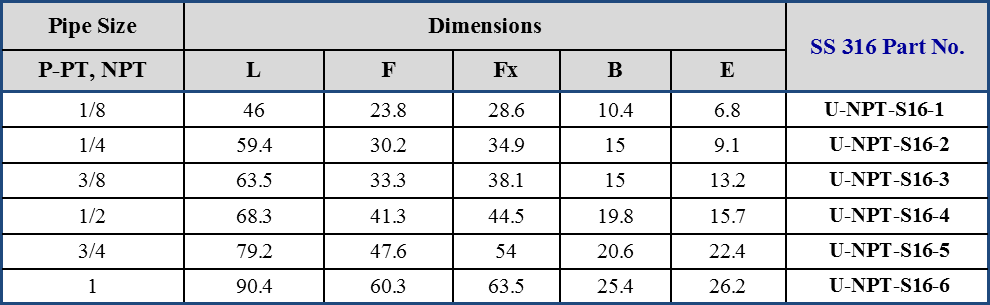 Pipe Size Dimensions SS 316 Part No.
P-PT, NPT L F Fx B E
1/8 46 23.8 28.6 10.4 6.8 U-NPT-S16-1
1/4 59.4 30.2 34.9 15 9.1 U-NPT-S16-2
3/8 63.5 33.3 38.1 15 13.2 U-NPT-S16-3
1/2 68.3 41.3 44.5 19.8 15.7 U-NPT-S16-4
3/4 79.2 47.6 54 20.6 22.4 U-NPT-S16-5
1 90.4 60.3 63.5 25.4 26.2 U-NPT-S16-6